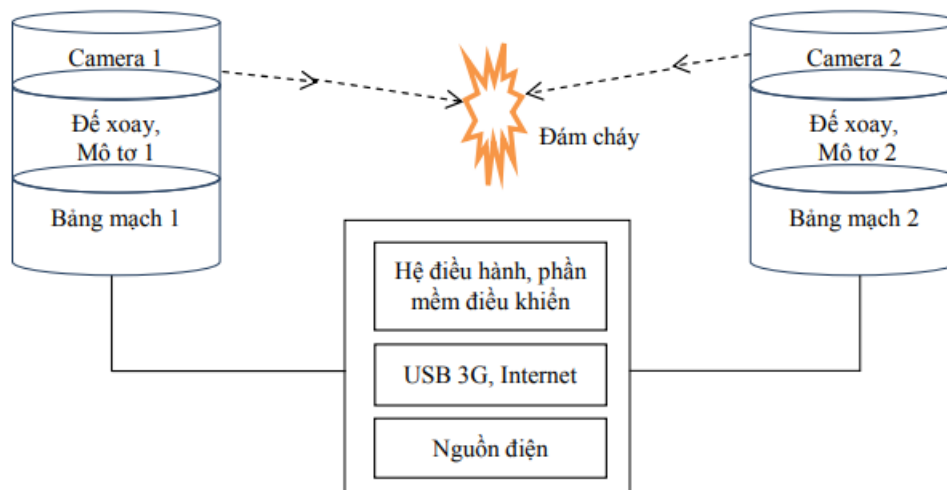 Camera 1
Đế xoay,
Mô tơ 1
Bảng mạch 1
Đám cháy
Camera 2
Đế xoay,
Mô tơ 2
Bảng mạch 2
Hệ điều hành, phần
mềm điều khiển
USB 3G, Internet
Nguồn điện